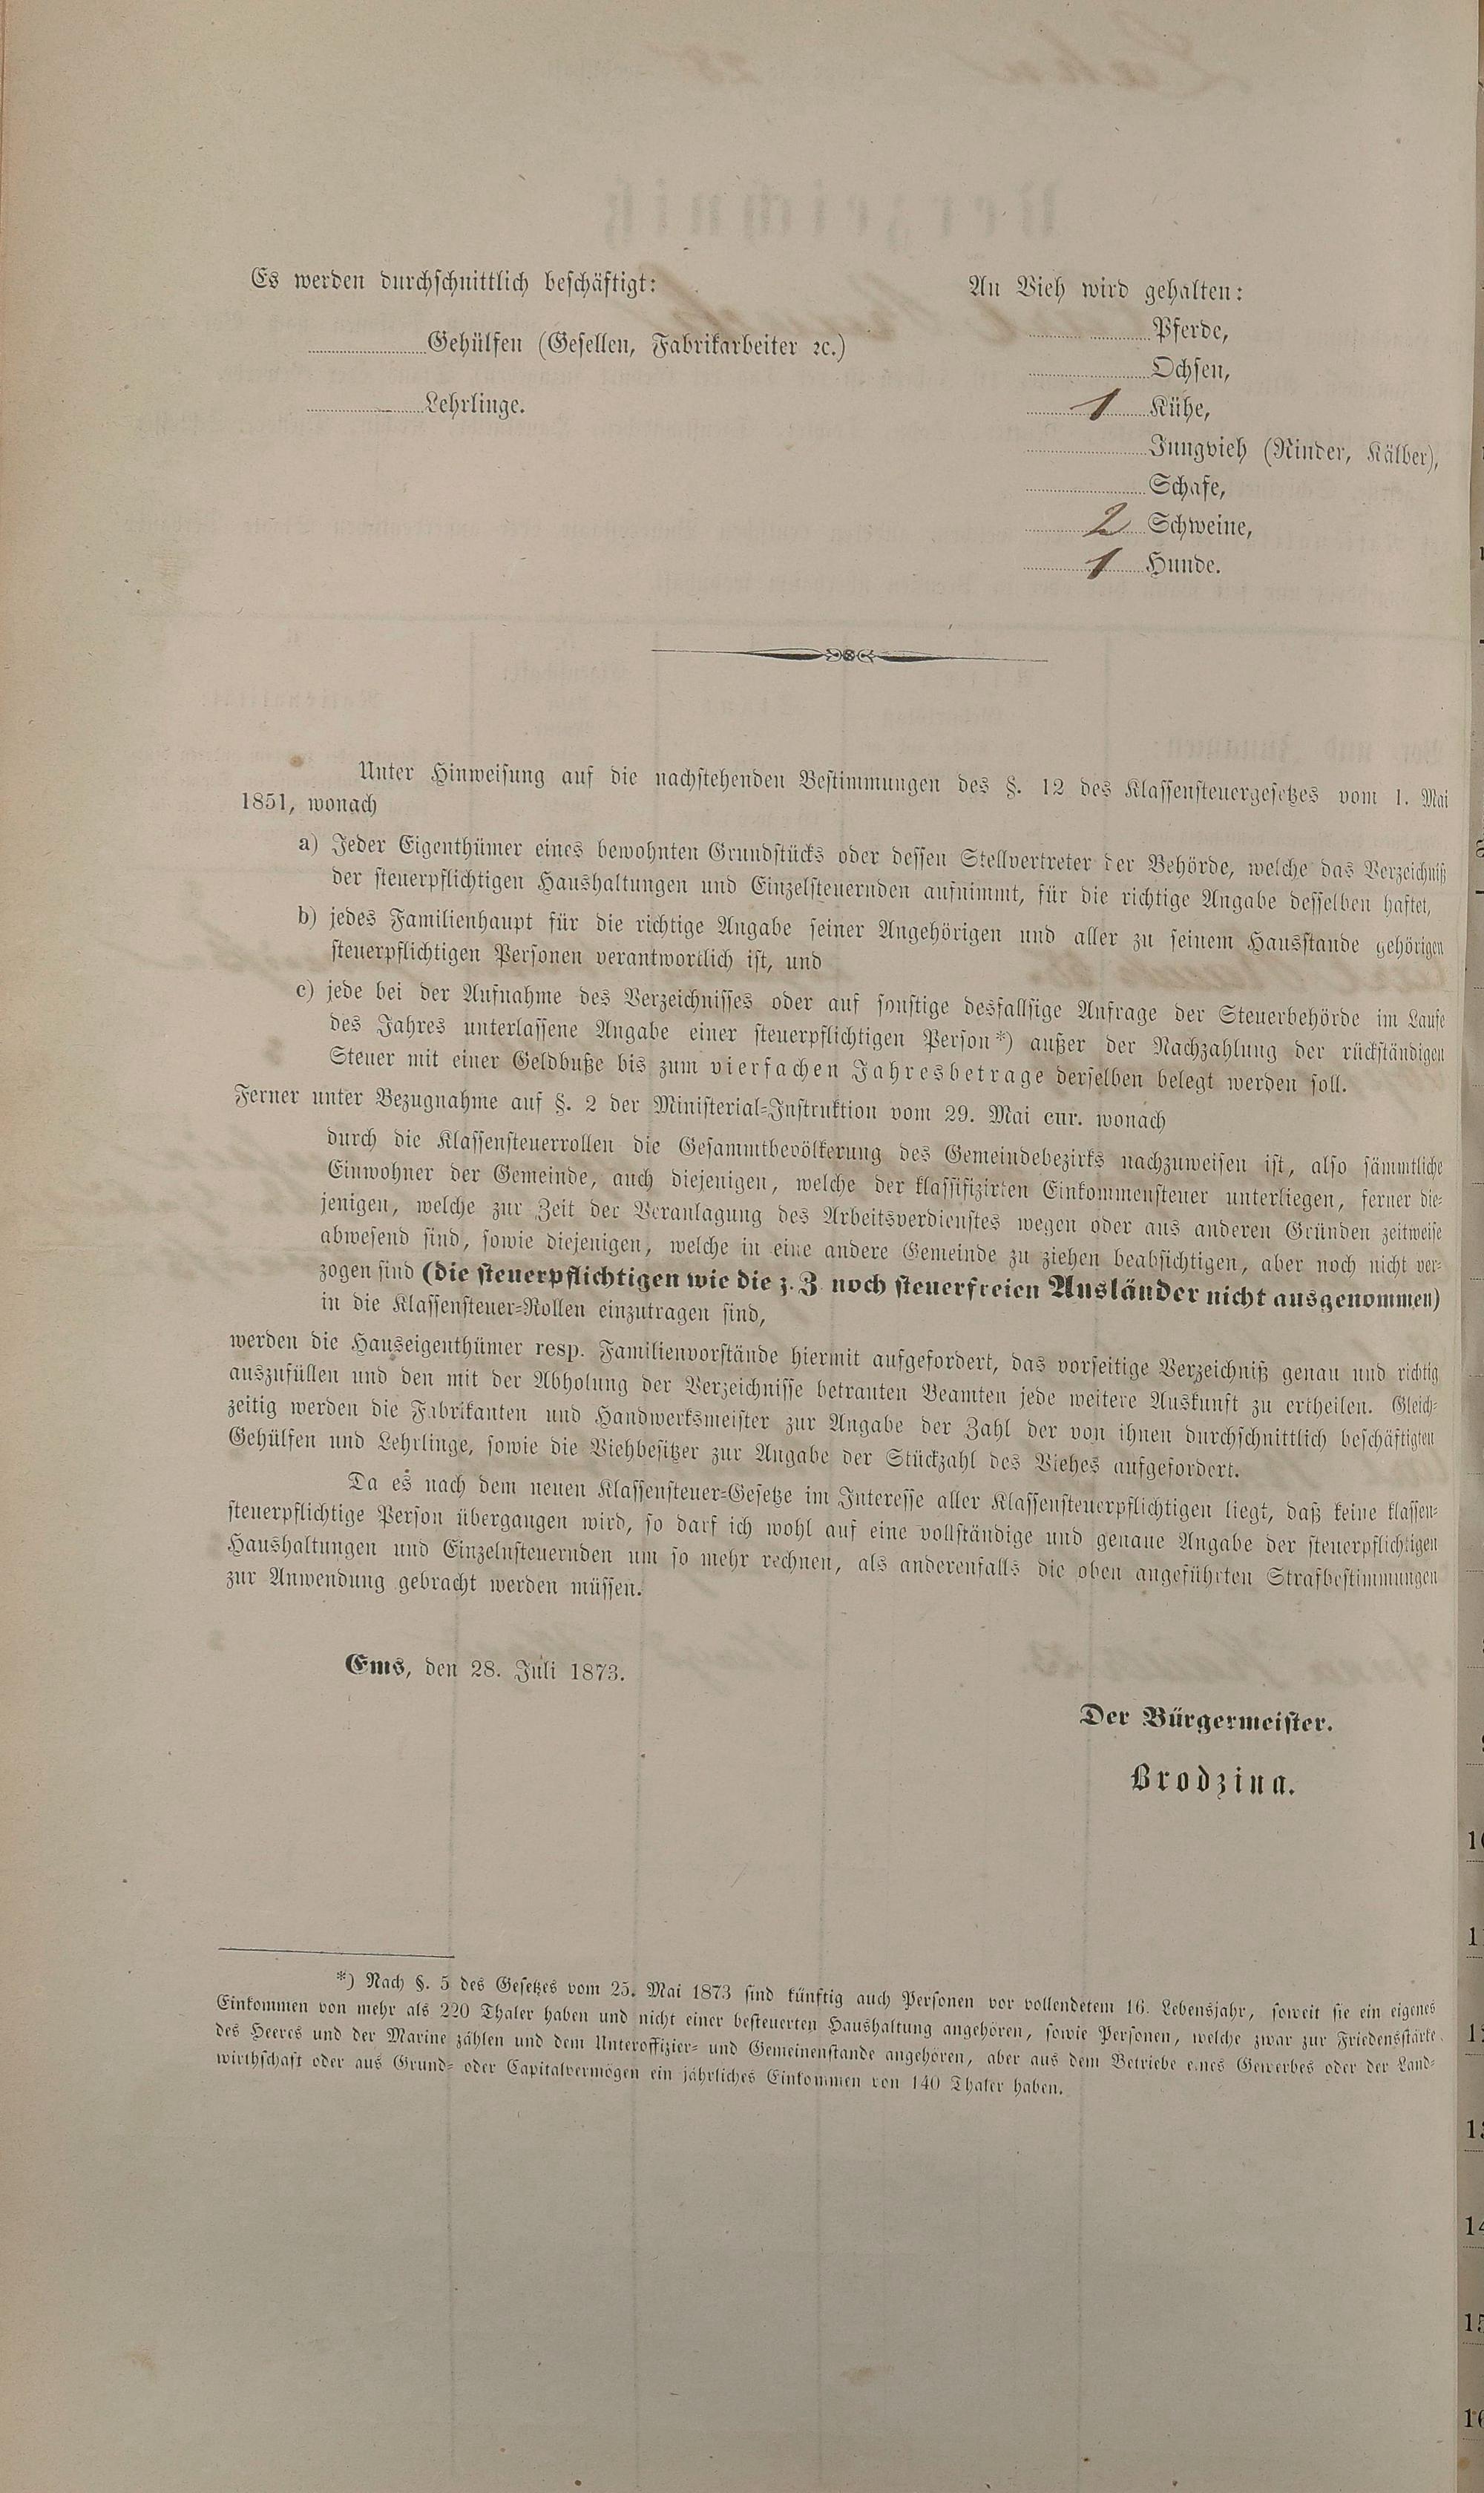 Es werden durchschnittlich beschäftigt:
Gehülfen (Gesellen, Fabrikarbeiter ꝛc.)
Lehrlinge.
An Vieh wird gehalten:
Pferde,
Ochsen,
1 Kühe,
Jungvieh (Rinder, Kälber),
Schafe,
2 Schweine,
1 Hunde.
Unter Hinweisung auf die nachstehenden Bestimmungen des §. 12 des Klassensteuergesetzes vom 1. Mai
1851, wonach
a) Jeder Eigenthümer eines bewohnten Grundstücks oder dessen Stellvertreter der Behörde, welche das Verzeichniß
der steuerpflichtigen Haushaltungen und Einzelsteuernden aufnimmt, für die richtige Angabe desselben haftet,
b) jedes Familienhaupt für die richtige Angabe seiner Angehörigen und aller zu seinem Hausstande gehörigen
steuerpflichtigen Personen verantwortlich ist, und
c) jede bei der Aufnahme des Verzeichnisses oder auf sonstige desfallsige Anfrage der Steuerbehörde im Laufe
des Jahres unterlassene Angabe einer steuerpflichtigen Person*) außer der Nachzahlung der rückständigen
Steuer mit einer Geldbuße bis zum vierfachen Jahresbetrage derselben belegt werden soll.
Ferner unter Bezugnahme auf §. 2 der Ministerial-Instruktion vom 29. Mai cur. wonach
durch die Klassensteuerrollen die Gesammtbevölkerung des Gemeindebezirks nachzuweisen ist, also sämmtliche
Einwohner der Gemeinde, auch diejenigen, welche der klassifizirten Einkommensteuer unterliegen, ferner die-
jenigen, welche zur Zeit der Veranlagung des Arbeitsverdienstes wegen oder aus anderen Gründen zeitweise
abwesend sind, sowie diejenigen, welche in eine andere Gemeinde zu ziehen beabsichtigen, aber noch nicht ver-
zogen sind (die steuerpflichtigen wie die z. Z. noch steuerfreien Ausländer nicht ausgenommen)
in die Klassensteuer-Rollen einzutragen sind,
werden die Hauseigenthümer resp. Familienvorstände hiermit aufgefordert, das vorseitige Verzeichniß genau und richtig
auszufüllen und den mit der Abholung der Verzeichnisse betrauten Beamten jede weitere Auskunft zu ertheilen. Gleich-
zeitig werden die Fabrikanten und Handwerksmeister zur Angabe der Zahl der von ihnen durchschnittlich beschäftigten
Gehülfen und Lehrlinge, sowie die Viehbesitzer zur Angabe der Stückzahl des Viehes aufgefordert.
Da es nach dem neuen Klassensteuer-Gesetze im Interesse aller Klassensteuerpflichtigen liegt, daß keine klassen-
steuerpflichtige Person übergangen wird, so darf ich wohl auf eine vollständige und genaue Angabe der steuerpflichtigen
Haushaltungen und Einzelnsteuernden um so mehr rechnen, als anderenfalls die oben angeführten Strafbestimmungen
zur Anwendung gebracht werden müssen.
Ems, den 28. Juli 1873.
Der Bürgermeister.
Brodzina.
*) Nach §. 5 des Gesetzes vom 25. Mai 1873 sind künftig auch Personen vor vollendetem 16. Lebensjahr, soweit sie ein eigenes
Einkommen von mehr als 220 Thaler haben und nicht einer besteuerten Haushaltung angehören, sowie Personen, welche zwar zur Friedensstärke
des Heeres und der Marine zählen und dem Unteroffizier- und Gemeinenstande angehören, aber aus dem Betriebe eines Gewerbes oder der Land-
wirthschaft oder aus Grund- oder Capitalvermögen ein jährliches Einkommen von 140 Thaler haben.